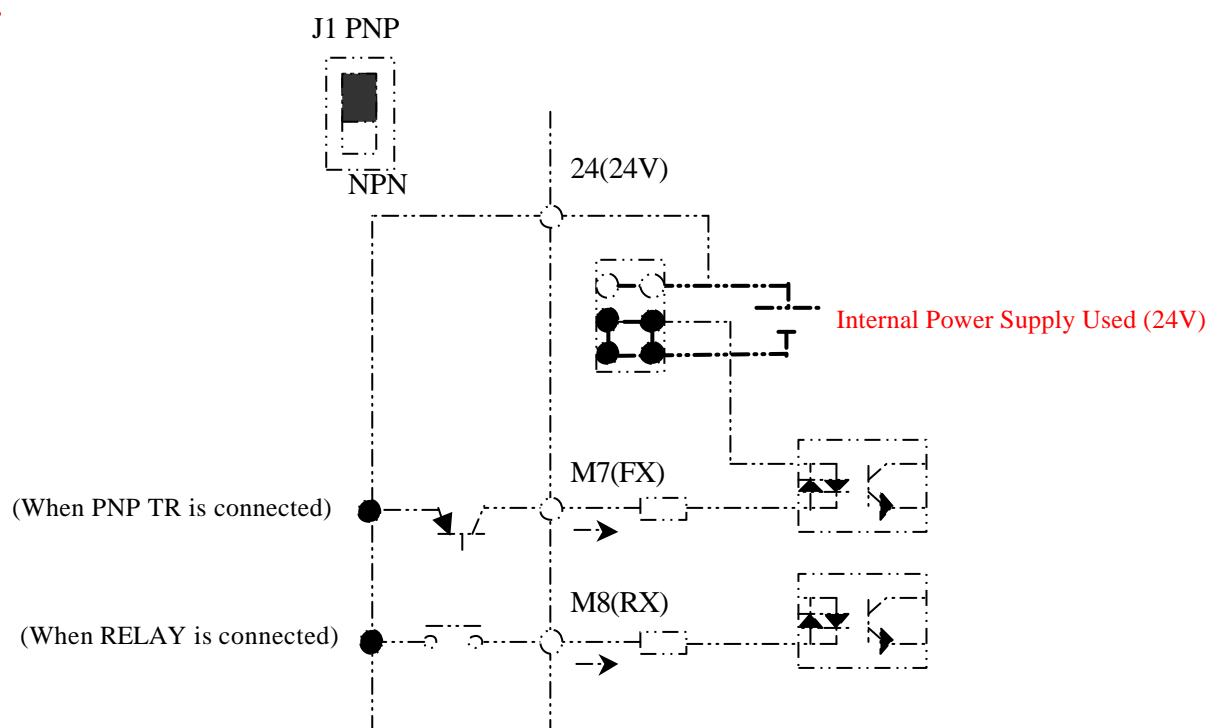 J1 PNP
NPN
24(24V)
Internal Power Supply Used (24V)
M7(FX)
(When PNP TR is connected)
M8(RX)
(When RELAY is connected)